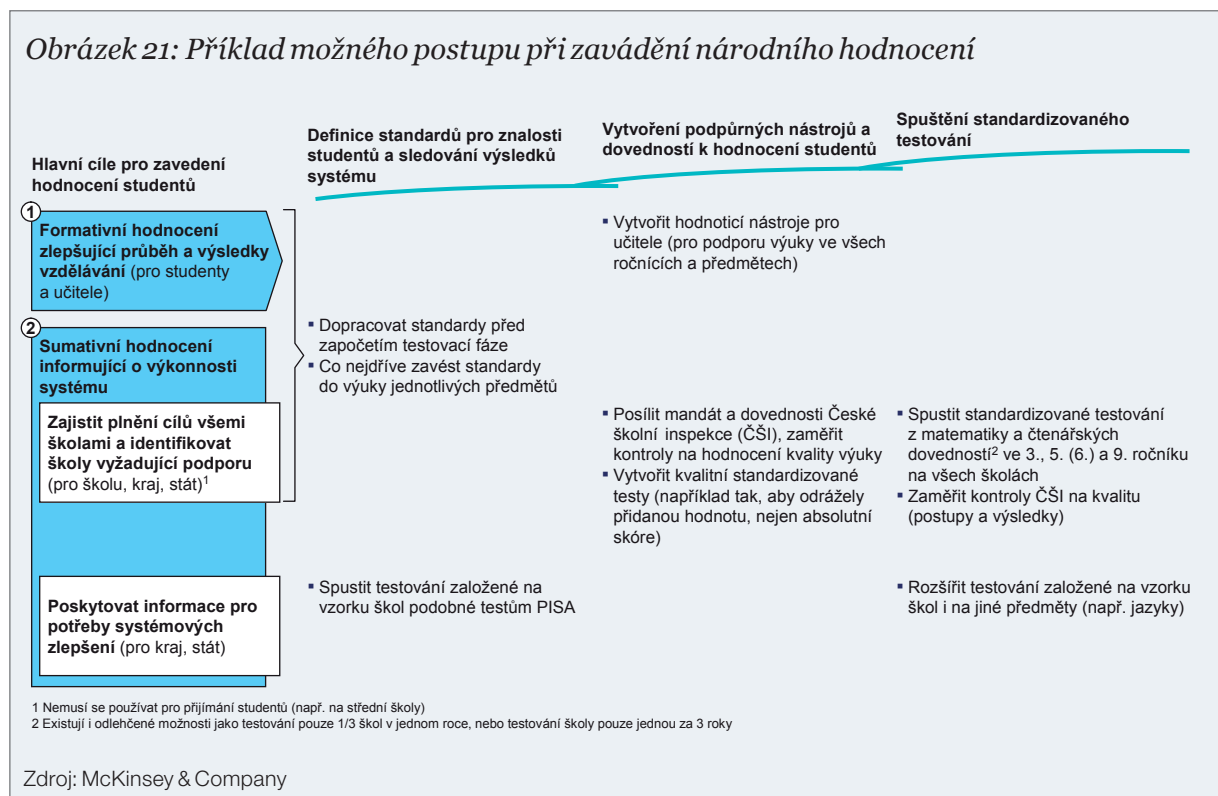 Obrázek 21: Příklad možného postupu při zavádění národního hodnocení
Hlavní cíle pro zavedení
hodnocení studentů
Definice standardů pro znalosti
studentů a sledování výsledků
systému
Vytvoření podpůrných nástrojů a
dovedností k hodnocení studentů
Spuštění standardizovaného
testování
1
Formativní hodnocení
zlepšující průběh a výsledky
vzdělávání (pro studenty
a učitele)
▪ Vytvořit hodnoticí nástroje pro
učitele (pro podporu výuky ve všech
ročnících a předmětech)
2
Sumativní hodnocení
informující o výkonnosti
systému
▪ Dopracovat standardy před
započetím testovací fáze
▪ Co nejdříve zavést standardy
do výuky jednotlivých předmětů
Zajistit plnění cílů všemi
školami a identifikovat
školy vyžadující podporu
(pro školu, kraj, stát)¹
▪ Posílit mandát a dovednosti České
školní inspekce (ČŠI), zaměřit
kontroly na hodnocení kvality výuky
▪ Vytvořit kvalitní standardizované
testy (například tak, aby odrážely
přidanou hodnotu, nejen absolutní
skóre)
▪ Spustit standardizované testování
z matematiky a čtenářských
dovedností² ve 3., 5. (6.) a 9. ročníku
na všech školách
▪ Zaměřit kontroly ČŠI na kvalitu
(postupy a výsledky)
Poskytovat informace pro
potřeby systémových
zlepšení (pro kraj, stát)
▪ Spustit testování založené na
vzorku škol podobné testům PISA
▪ Rozšířit testování založené na vzorku
škol i na jiné předměty (např. jazyky)
1 Nemusí se používat pro přijímání studentů (např. na střední školy)
2 Existují i odlehčené možnosti jako testování pouze 1/3 škol v jednom roce, nebo testování školy pouze jednou za 3 roky
Zdroj: McKinsey & Company